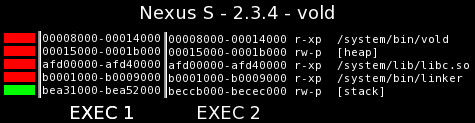 Nexus S - 2.3.4 - vold
00008000-00014000 00008000-00014000 r-xp /system/bin/vold
00015000-0001b000 00015000-0001b000 rw-p [heap]
afd00000-afd40000 afd00000-afd40000 r-xp /system/lib/libc.so
b0001000-b0009000 b0001000-b0009000 r-xp /system/bin/linker
bea31000-bea52000 beccb000-becec000 rw-p [stack]
EXEC 1 EXEC 2